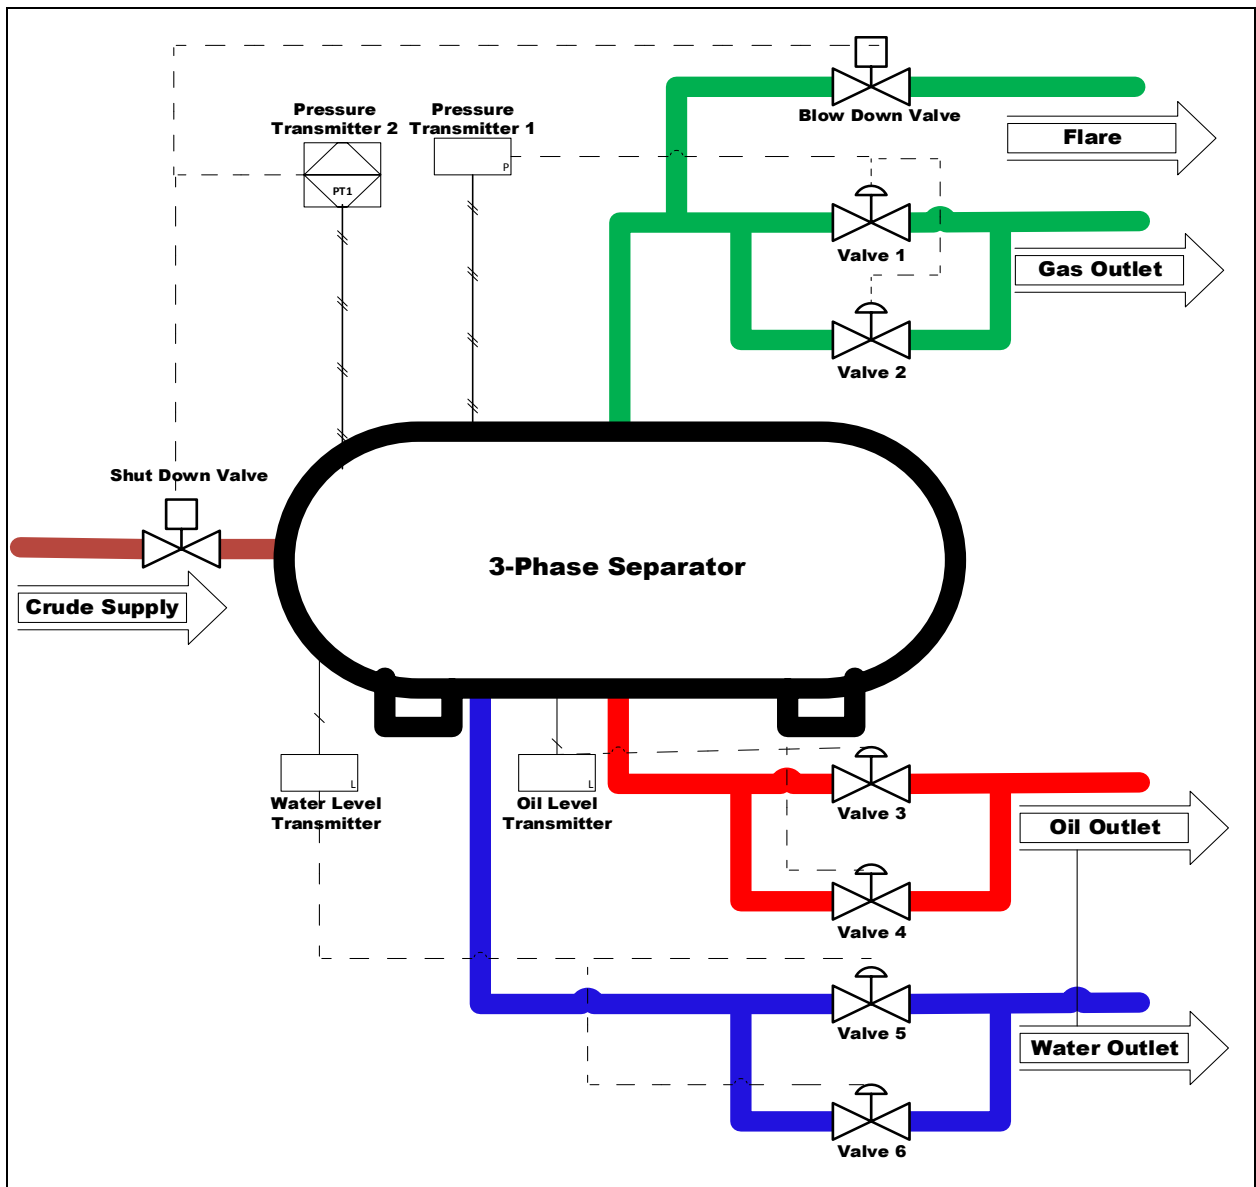 Blow Down Valve
Flare
Pressure
Transmitter 2
Pressure
Transmitter 1
P
PT1
Valve 1
Gas Outlet
Valve 2
Shut Down Valve
3-Phase Separator
Crude Supply
L
Water Level
Transmitter
L
Oil Level
Transmitter
Valve 3
Oil Outlet
Valve 4
Valve 5
Water Outlet
Valve 6